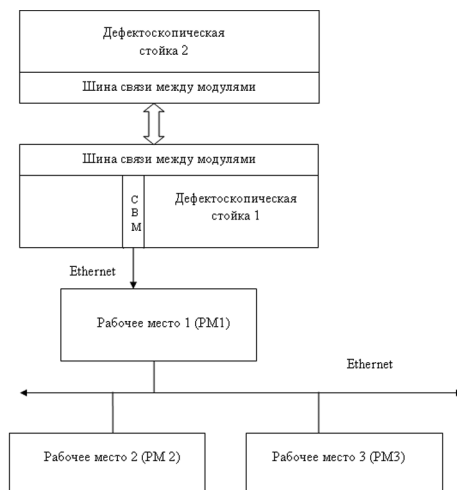 Дефектоскопическая
стойка 2
Шина связи между модулями
Шина связи между модулями
С
В
М
Дефектоскопическая
стойка 1
Ethernet
Рабочее место 1 (РМ1)
Ethernet
Рабочее место 2 (РМ 2)
Рабочее место 3 (РМ3)